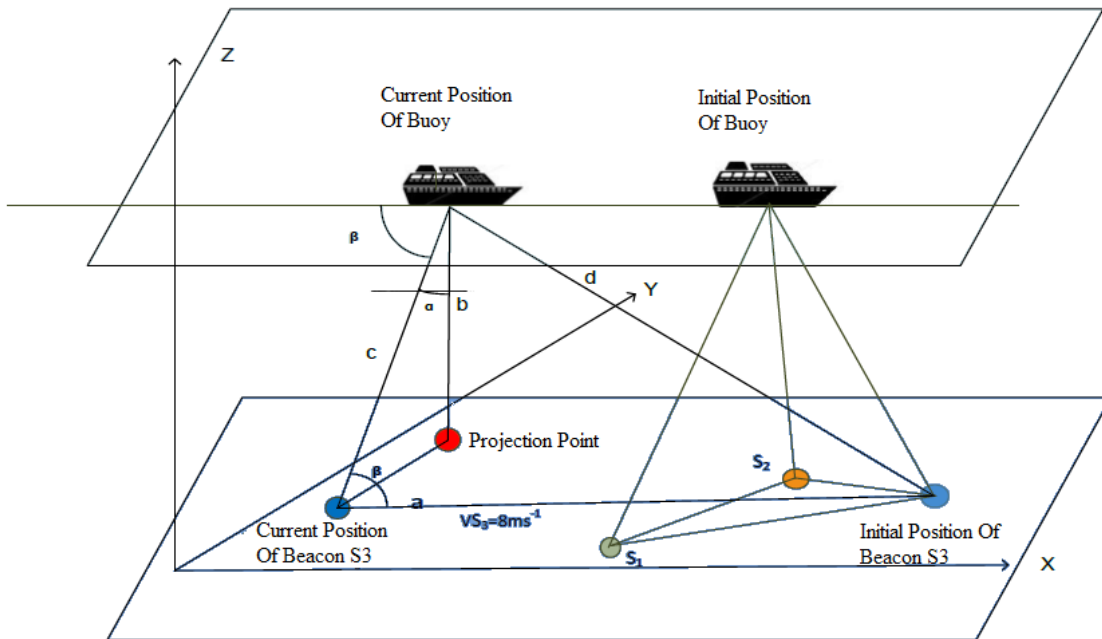 Z
Current Position
Of Buoy
Initial Position
Of Buoy
β
d
Y
α
b
c
Projection Point
S₂
β
a
VS₃=8ms⁻¹
Current Position
Of Beacon S3
S₁
Initial Position Of
Beacon S3
X